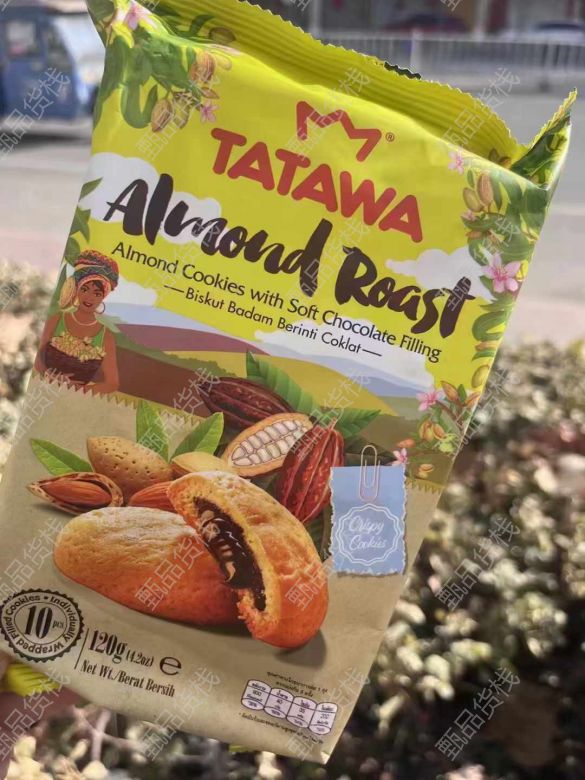 TATAWA®
Almond Roast
Almond Cookies with Soft Chocolate Filling
Biskut Badam Berinti Coklat
Crispy
Cookies
Individually Wrapped Filled Cookies
10 pcs
120g (4.2oz) e
Net Wt./Berat Bersih
甄品货栈